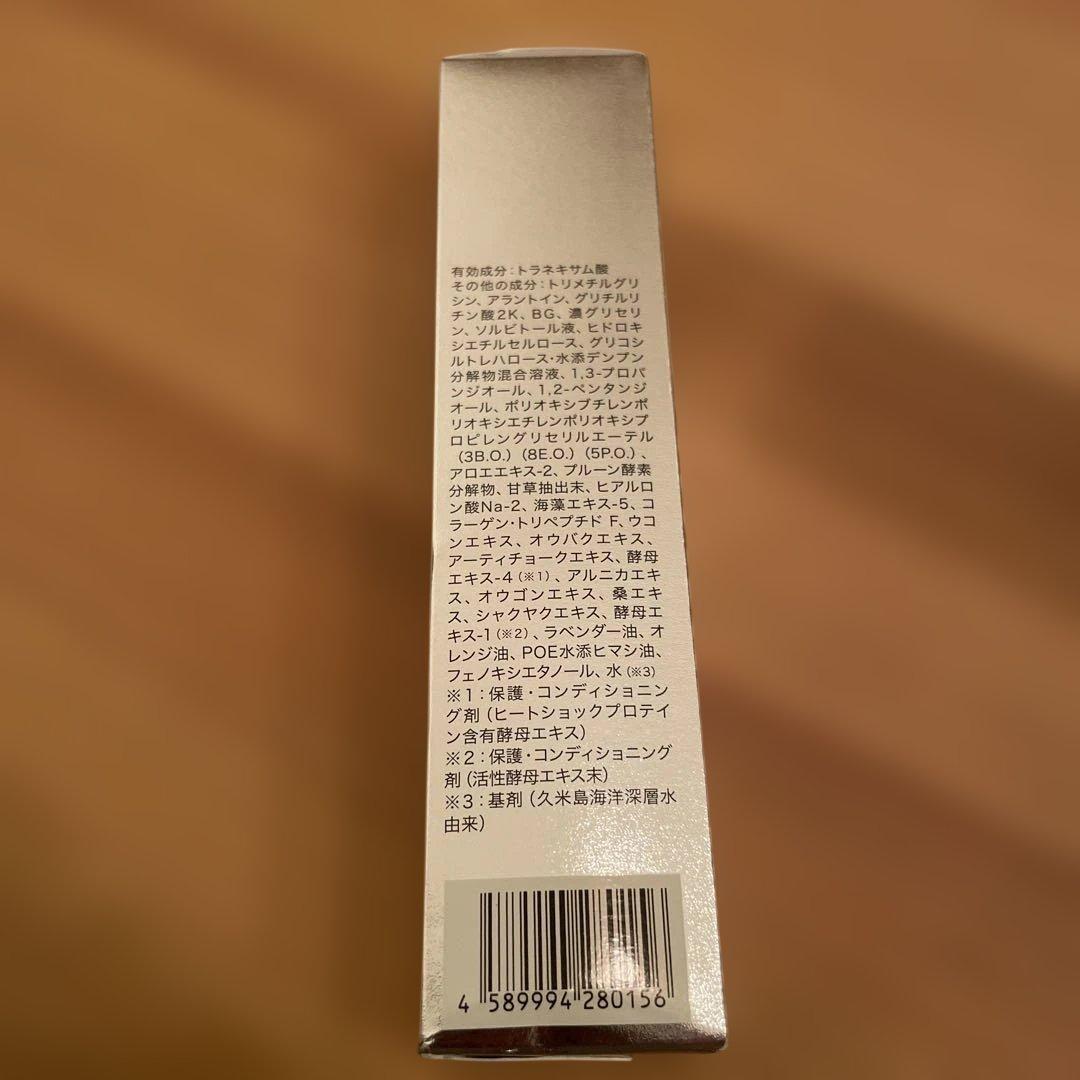 有効成分：トラネキサム酸
その他の成分：トリメチルグリ
シン、アラントイン、グリチルリ
チン酸2K、BG、濃グリセリ
ン、ソルビトール液、ヒドロキ
シエチルセルロース、グリコシ
ルトレハロース・水添デンプン
分解物混合溶液、1,3-プロパ
ンジオール、1,2-ペンタンジ
オール、ポリオキシブチレンポ
リオキシエチレンポリオキシプ
ロピレングリセリルエーテル
（3B.O.）（8E.O.）（5P.O.）、
アロエエキス-2、プルーン酵素
分解物、甘草抽出末、ヒアルロ
ン酸Na-2、海藻エキス-5、コ
ラーゲン・トリペプチド F、ウコ
ンエキス、オウバクエキス、
アーティチョークエキス、酵母
エキス-4（※1）、アルニカエキ
ス、オウゴンエキス、桑エキ
ス、シャクヤクエキス、酵母エ
キス-1（※2）、ラベンダー油、オ
レンジ油、POE水添ヒマシ油、
フェノキシエタノール、水（※3）
※1：保護・コンディショニン
グ剤（ヒートショックプロテイ
ン含有酵母エキス）
※2：保護・コンディショニング
剤（活性酵母エキス末）
※3：基剤（久米島海洋深層水
由来）
4 589994 280156